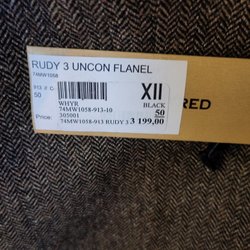 RUDY 3 UNCON FLANEL
74MW1058
913 // C-
50
WHYR
74MW1058-913-10
305001
74MW1058-913 RUDY 3
XII
BLACK
50
Price
3 199,00
RED